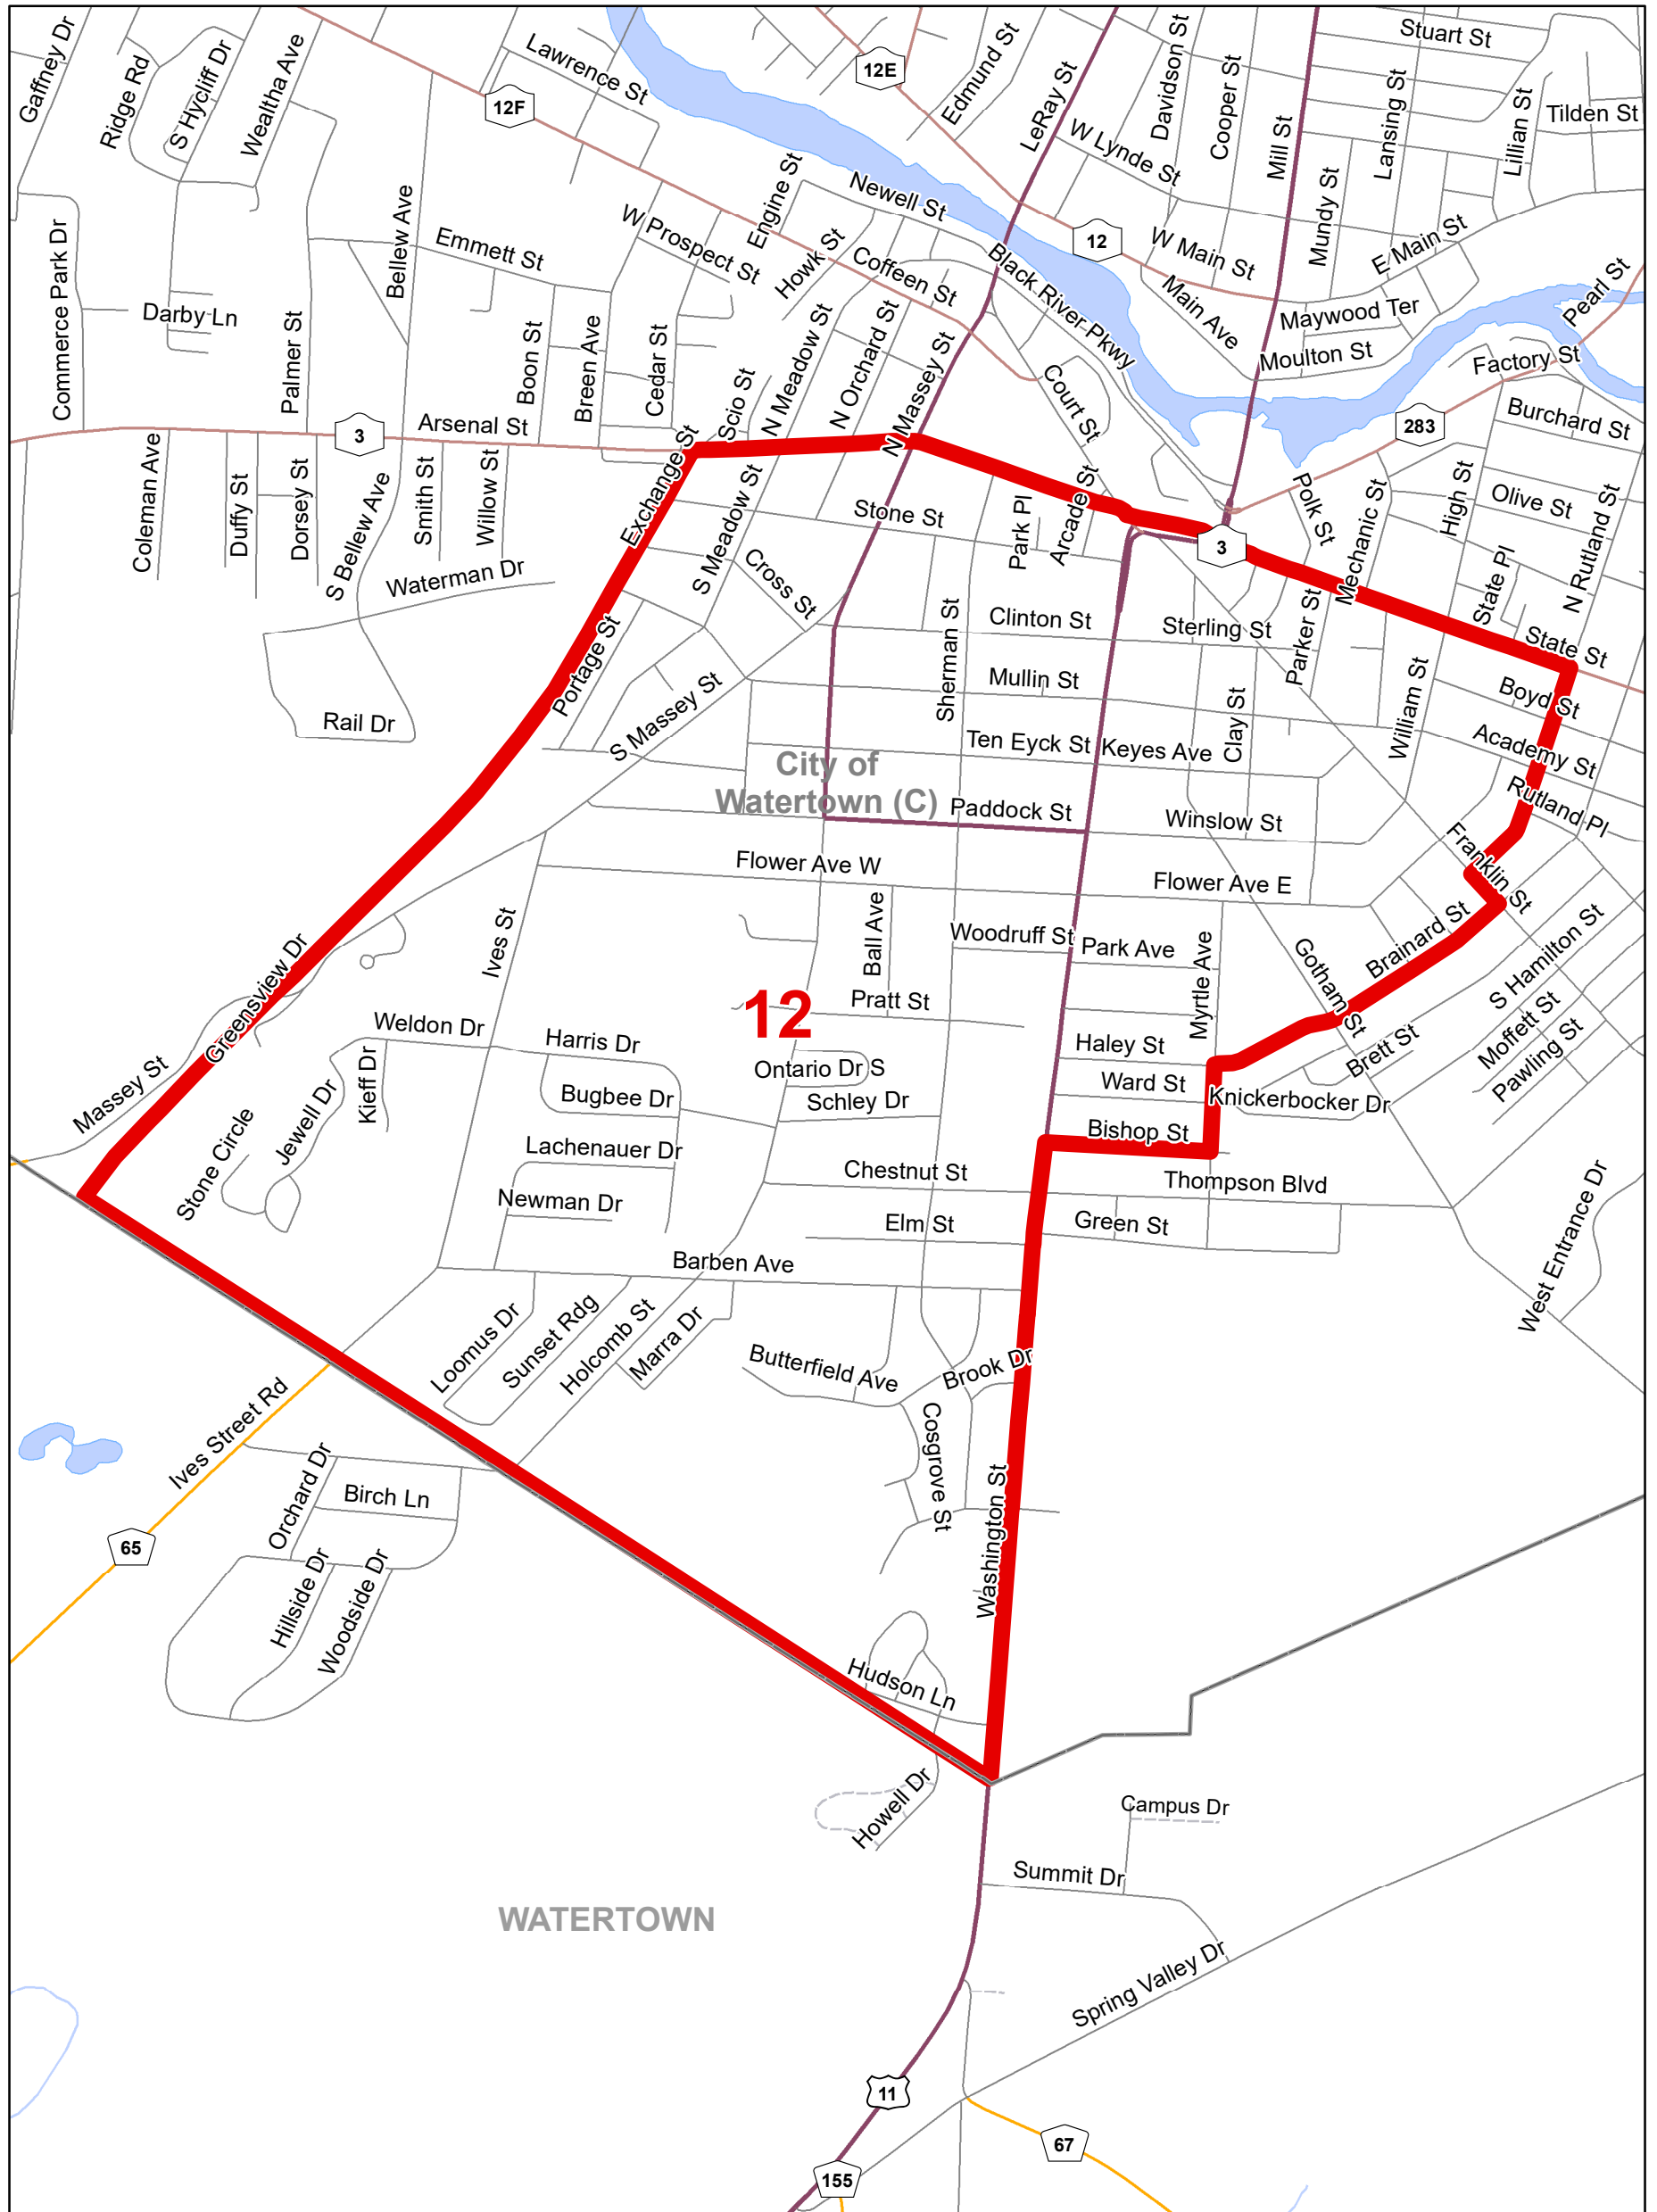 Gaffney Dr
Ridge Rd
S Hycliff Dr
Wealtha Ave
Lawrence St
12F
12E
Edmund St
LeRay St
Davidson St
Cooper St
Mill St
Stuart St
Lansing St
Lillian St
Tilden St
W Lynde St
Mundy St
Engine St
Newell St
Commerce Park Dr
Bellew Ave
Emmett St
W Prospect St
Howk St
Coffen St
Black River Pkwy
12
W Main St
E Main St
Main Ave
Maywood Ter
Moulton St
Pearl St
Factory St
Darby Ln
Palmer St
Boon St
Breen Ave
Cedar St
Scio St
N Meadow St
N Orchard St
N Massey St
Court St
283
Burchard St
3
Arsenal St
Coleman Ave
Duffy St
Dorsey St
S Bellew Ave
Smith St
Willow St
Exchange St
S Meadow St
Stone St
Park Pl
Arcade St
3
Polk St
Mechanic St
High St
Olive St
N Rutland St
State Pl
Waterman Dr
Cross St
Portage St
Clinton St
Sterling St
Parker St
State St
Sherman St
Mullin St
Clay St
William St
Boyd St
Rail Dr
S Massey St
Ten Eyck St
Keyes Ave
Academy St
City of
Watertown (C)
Paddock St
Winslow St
Rutland Pl
Franklin St
Flower Ave W
Flower Ave E
Ives St
Ball Ave
Woodruff St
Park Ave
Myrtle Ave
Gotham St
Brainard St
S Hamilton St
Greensview Dr
12
Pratt St
Moffett St
Pawling St
Weldon Dr
Harris Dr
Haley St
Brett St
Massey St
Kieff Dr
Jewell Dr
Stone Circle
Bugbee Dr
Ontario Dr S
Schley Dr
Ward St
Knickerbocker Dr
Lachenauer Dr
Bishop St
Newman Dr
Chestnut St
Thompson Blvd
Elm St
Green St
West Entrance Dr
Barben Ave
Loomus Dr
Sunset Rdg
Holcomb St
Marra Dr
Butterfield Ave
Brook Dr
Ives Street Rd
Cosgrove St
Orchard Dr
Birch Ln
65
Washington St
Hillside Dr
Woodside Dr
Hudson Ln
Howell Dr
Campus Dr
Summit Dr
WATERTOWN
Spring Valley Dr
11
67
155